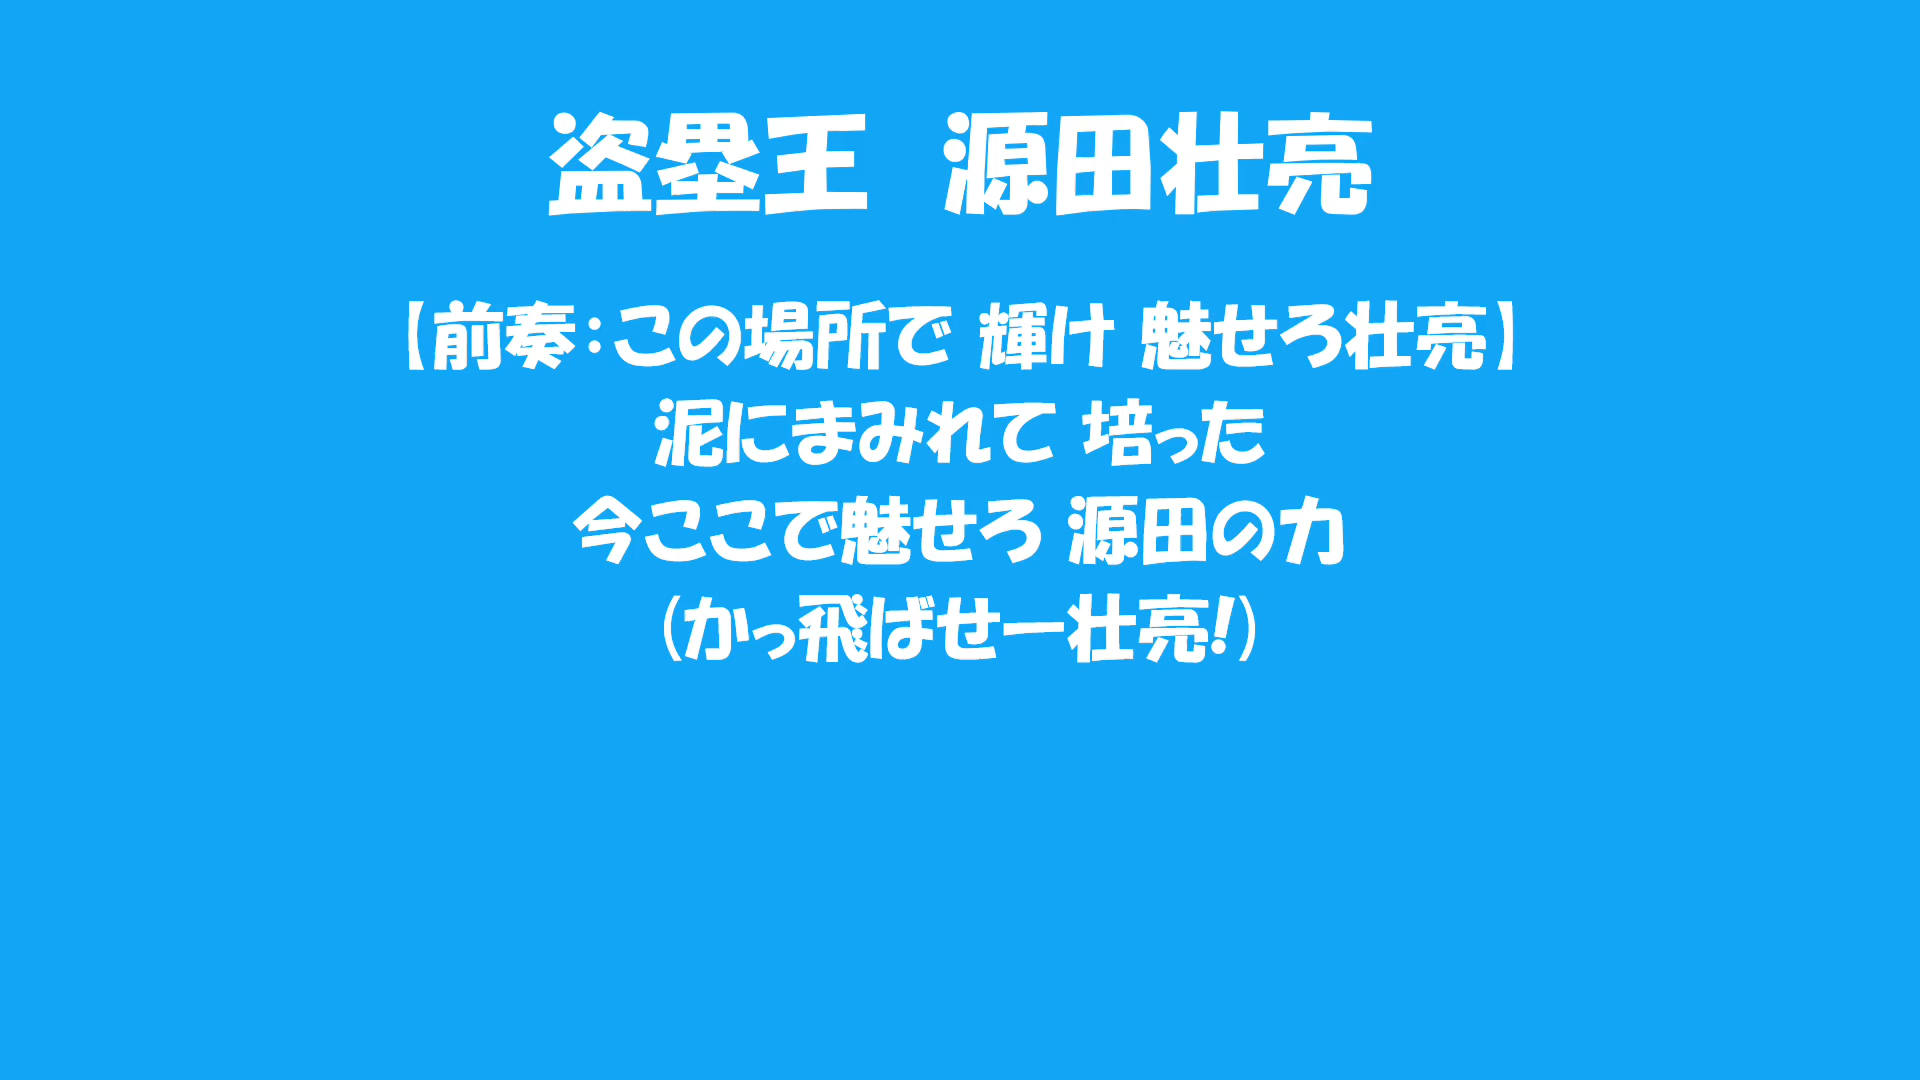 盗塁王　源田壮亮
【前奏：この場所で 輝け 魅せろ壮亮】
泥にまみれて 培った
今ここで魅せろ 源田の力
（かっ飛ばせー壮亮！）